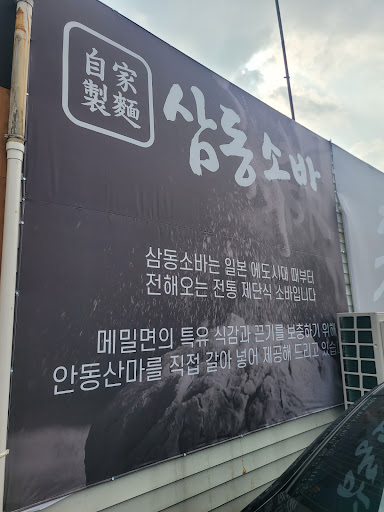 自家
製麵
삼동소바
삼동소바는 일본 에도시대 때부터
전해오는 전통 제단식 소바입니다
메밀면의 특유 식감과 끈기를 보충하기 위해
안동산마를 직접 갈아 넣어 제공해 드리고 있습